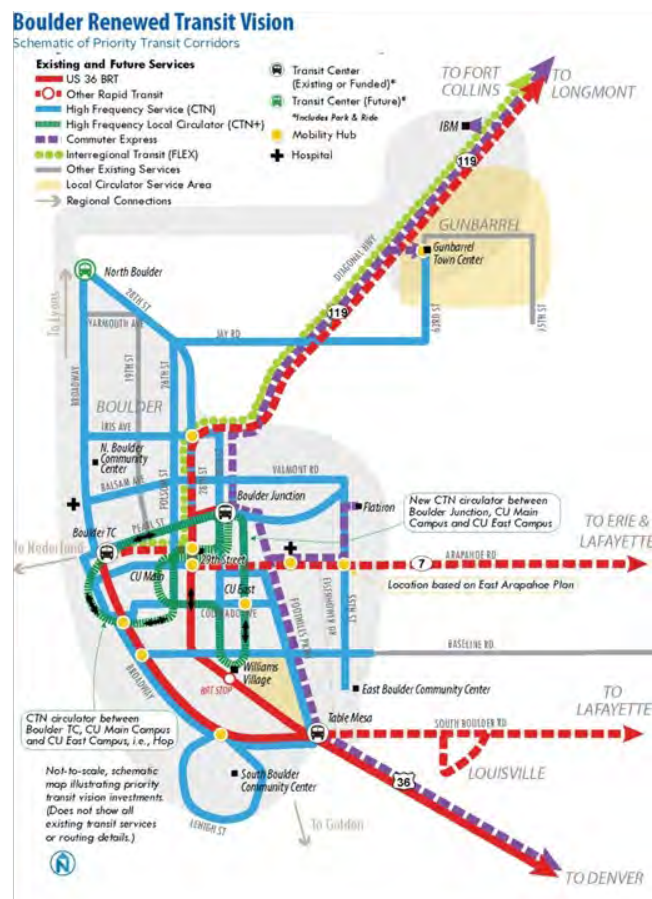 Boulder Renewed Transit Vision
Schematic of Priority Transit Corridors
Existing and Future Services
US 36 BRT
Other Rapid Transit
High Frequency Service (CTN)
High Frequency Local Circulator (CTN+)
Commuter Express
Interregional Transit (FLEX)
Other Existing Services
Local Circulator Service Area
Regional Connections
Transit Center
(Existing or Funded)*
Transit Center (Future)*
*Includes Park & Ride
Mobility Hub
Hospital
TO FORT
COLLINS
TO
LONGMONT
IBM
119
GUNBARREL
Gunbarrel
Town Center
DIAGONAL HWY
119
63RD ST
75TH ST
North Boulder
28TH ST
To Lyons
YARMOUTH AVE
19TH ST
26TH ST
JAY RD
BROADWAY
BOULDER
IRIS AVE
N. Boulder
Community
Center
BALSAM AVE
POLSOM ST
28TH ST
VALMONT RD
Boulder Junction
Flatiron
New CTN circulator between
Boulder Junction, CU Main
Campus and CU East Campus
PEARL ST
Boulder TC
To Nederland
29th Street
TO ERIE &
LAFAYETTE
ARAPAHOE RD
7
Location based on East Arapahoe Plan
CU Main
CU East
COLORADO AVE
FOOTHILLS PKWY
EISENHOWER DR
55TH ST
BASELINE RD
BROADWAY
Williams
Village
BRT STOP
East Boulder Community Center
TO
LAFAYETTE
Table Mesa
SOUTH BOULDER RD
LOUISVILLE
CTN circulator between
Boulder TC, CU Main Campus
and CU East Campus, i.e., Hop
South Boulder
Community Center
36
LEHIGH ST
To Golden
Not-to-scale, schematic
map illustrating priority
transit vision investments.
(Does not show all
existing transit services
or routing details.)
N
TO DENVER